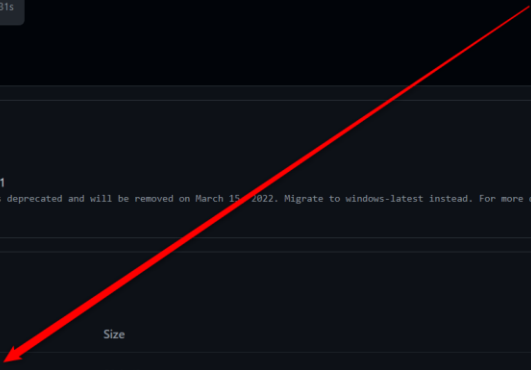 31s
1
deprecated and will be removed on March 15, 2022. Migrate to windows-latest instead. For more
Size